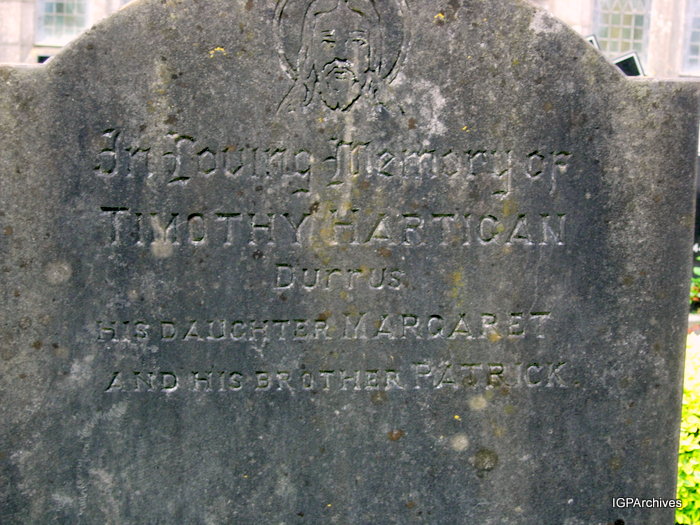 In Loving Memory of
TIMOTHY HARTIGAN
Durrus
HIS DAUGHTER MARGARET
AND HIS BROTHER PATRICK
IGPArchives